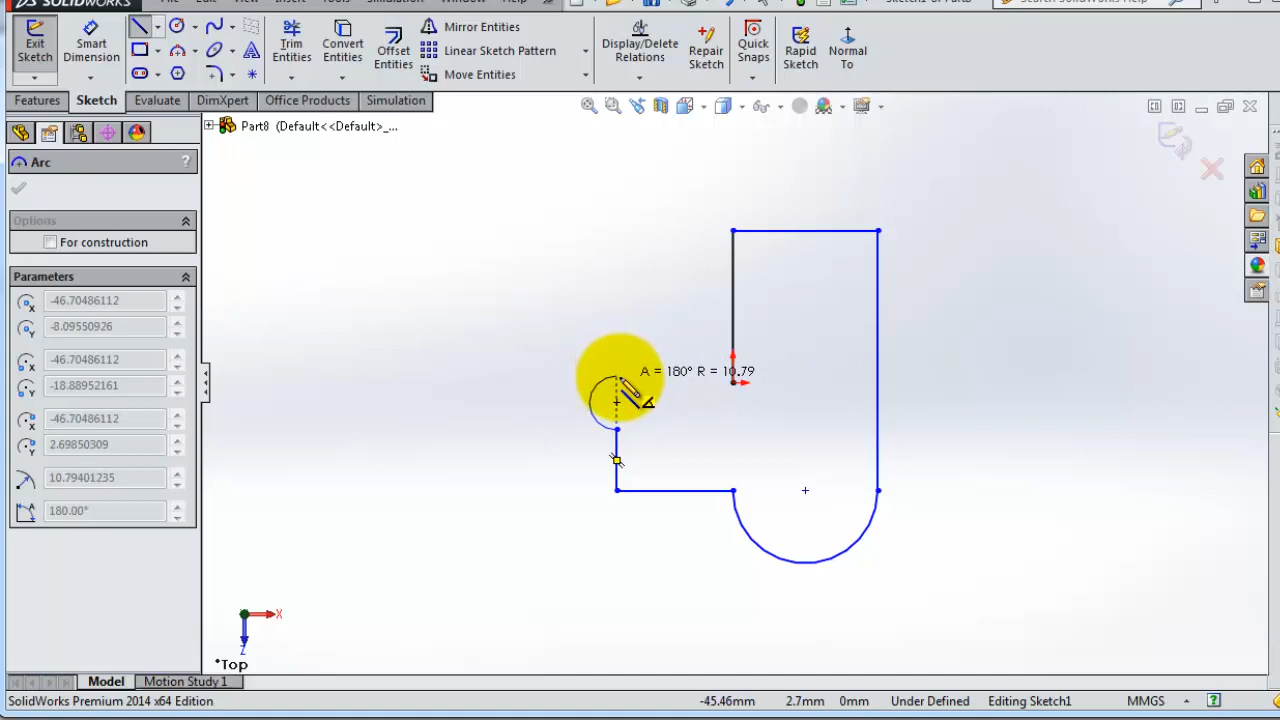 SOLIDWORKS
Exit Sketch
Smart Dimension
Trim Entities
Convert Entities
Offset Entities
Mirror Entities
Linear Sketch Pattern
Move Entities
Display/Delete Relations
Repair Sketch
Quick Snaps
Rapid Sketch
Normal To
Features Sketch Evaluate DimXpert Office Products Simulation
Part8 (Default<<Default>_...
Arc ?
Options
For construction
Parameters
-46.70486112
-8.09550926
-46.70486112
-18.88952161
-46.70486112
2.69850309
10.79401235
180.00°
A = 180° R = 10.79
X
Z
*Top
Model Motion Study 1
SolidWorks Premium 2014 x64 Edition -45.46mm 2.7mm 0mm Under Defined Editing Sketch1 MMGS ?